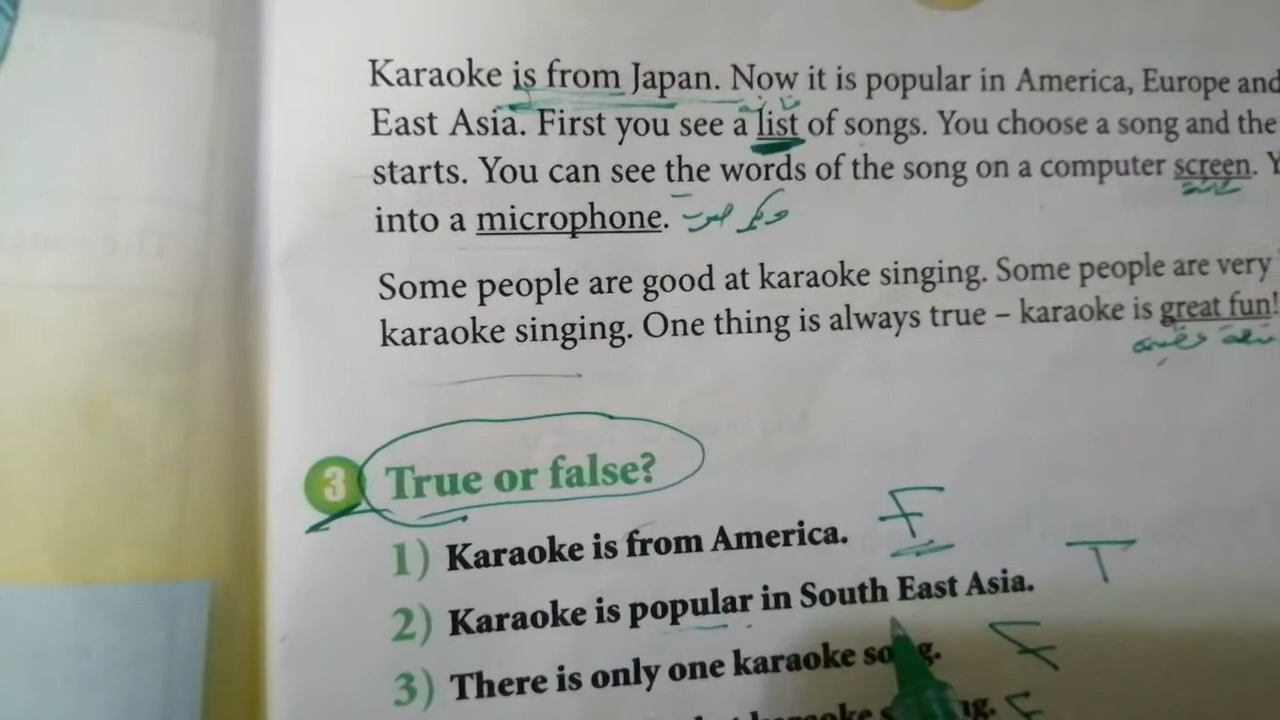 Karaoke is from Japan. Now it is popular in America, Europe and
East Asia. First you see a list of songs. You choose a song and the
starts. You can see the words of the song on a computer screen. Y
into a microphone.
Some people are good at karaoke singing. Some people are very
karaoke singing. One thing is always true – karaoke is great fun!
3 True or false?
1) Karaoke is from America. F
2) Karaoke is popular in South East Asia. T
3) There is only one karaoke song. F